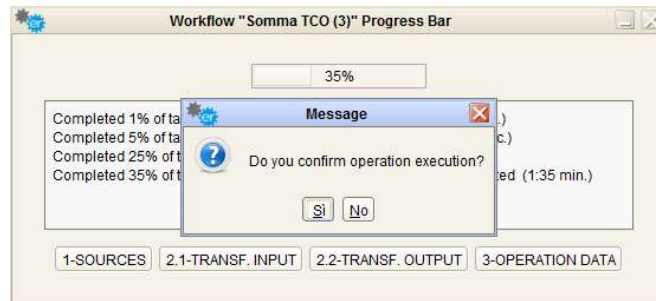 Workflow "Somma TCO (3)" Progress Bar
35%
Completed 1% of ta .)
Completed 5% of ta c.)
Completed 25% of t
Completed 35% of t ted (1:35 min.)
Message
Do you confirm operation execution?
Sì No
1-SOURCES 2.1-TRANSF. INPUT 2.2-TRANSF. OUTPUT 3-OPERATION DATA